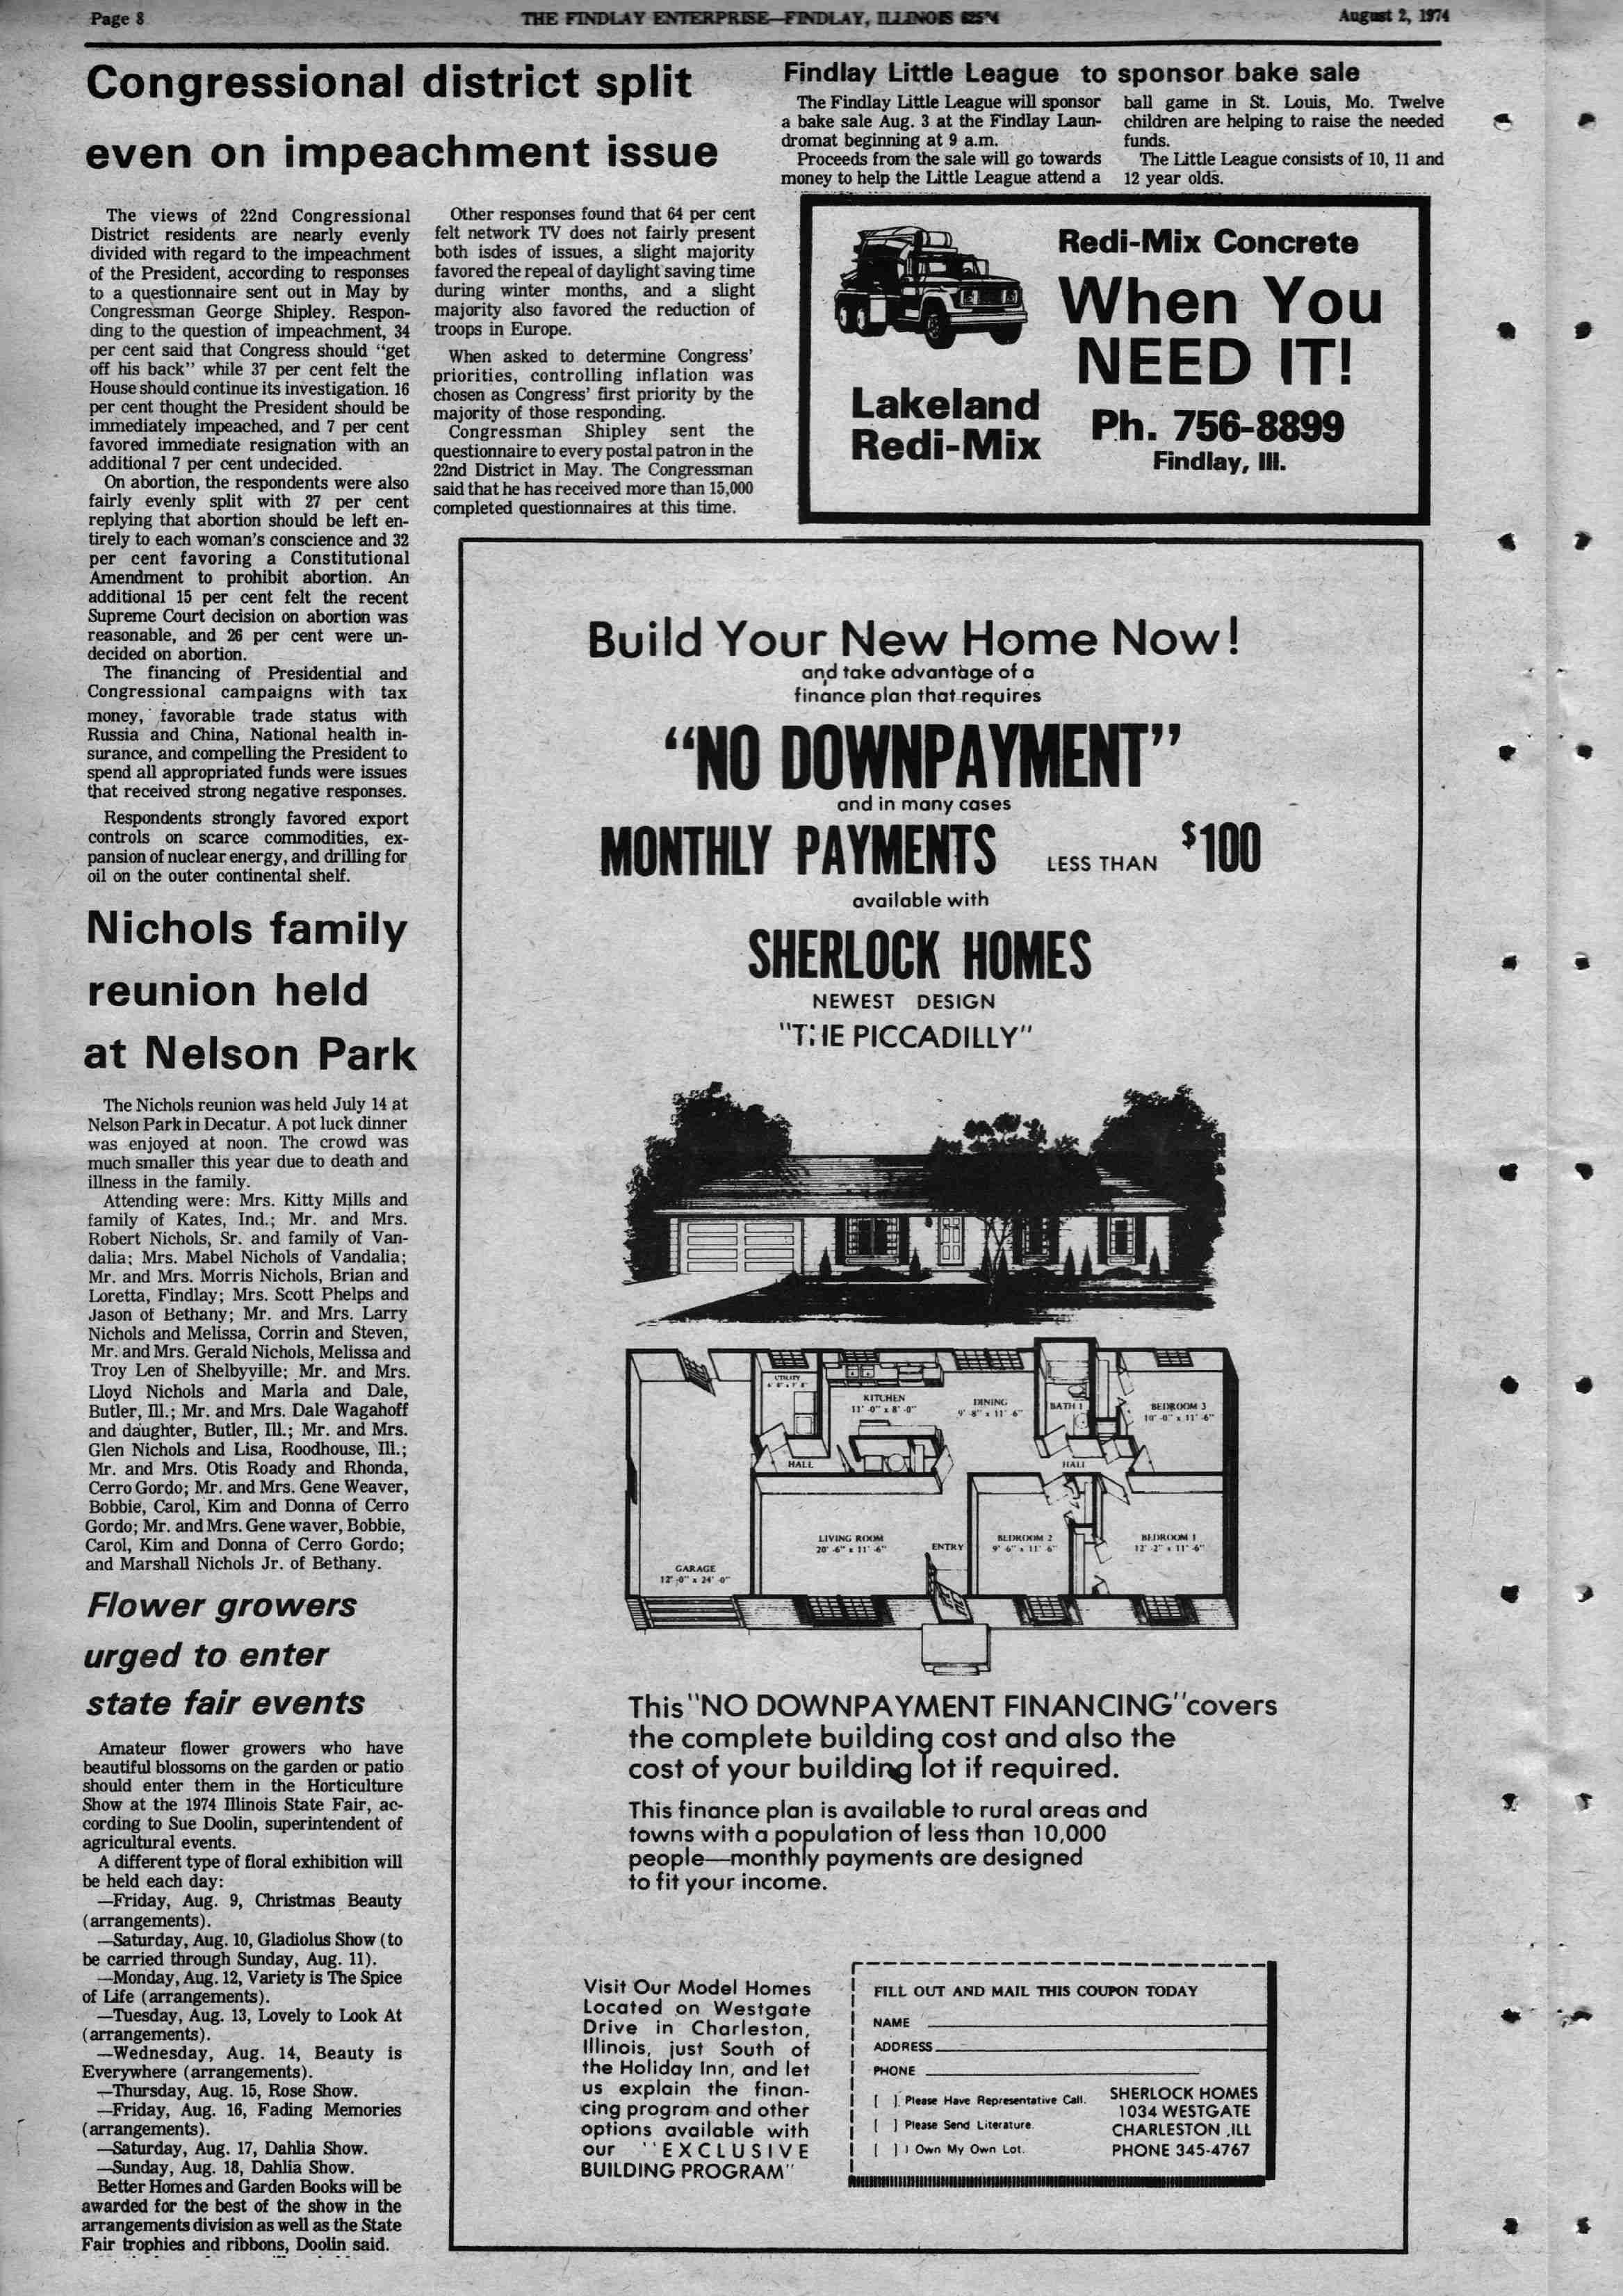 Page 8
THE FINDLAY ENTERPRISE—FINDLAY, ILLINOIS
August 2, 1974
Congressional district split
even on impeachment issue
The views of 22nd Congressional
District residents are nearly evenly
divided with regard to the impeachment
of the President, according to responses
to a questionnaire sent out in May by
Congressman George Shipley. Respon-
ding to the question of impeachment, 34
per cent said that Congress should "get
off his back" while 37 per cent felt the
House should continue its investigation. 16
per cent thought the President should be
immediately impeached, and 7 per cent
favored immediate resignation with an
additional 7 per cent undecided.
On abortion, the respondents were also
fairly evenly split with 27 per cent
replying that abortion should be left en-
tirely to each woman's conscience and 32
per cent favoring a Constitutional
Amendment to prohibit abortion. An
additional 15 per cent felt the recent
Supreme Court decision on abortion was
reasonable, and 26 per cent were un-
decided on abortion.
The financing of Presidential and
Congressional campaigns with tax
money, favorable trade status with
Russia and China, National health in-
surance, and compelling the President to
spend all appropriated funds were issues
that received strong negative responses.
Respondents strongly favored export
controls on scarce commodities, ex-
pansion of nuclear energy, and drilling for
oil on the outer continental shelf.
Other responses found that 64 per cent
felt network TV does not fairly present
both isdes of issues, a slight majority
favored the repeal of daylight saving time
during winter months, and a slight
majority also favored the reduction of
troops in Europe.
When asked to determine Congress'
priorities, controlling inflation was
chosen as Congress' first priority by the
majority of those responding.
Congressman Shipley sent the
questionnaire to every postal patron in the
22nd District in May. The Congressman
said that he has received more than 15,000
completed questionnaires at this time.
Findlay Little League to sponsor bake sale
The Findlay Little League will sponsor
a bake sale Aug. 3 at the Findlay Laun-
dromat beginning at 9 a.m.
Proceeds from the sale will go towards
money to help the Little League attend a
ball game in St. Louis, Mo. Twelve
children are helping to raise the needed
funds.
The Little League consists of 10, 11 and
12 year olds.
Redi-Mix Concrete
When You
NEED IT!
Lakeland
Redi-Mix
Ph. 756-8899
Findlay, Ill.
Nichols family
reunion held
at Nelson Park
The Nichols reunion was held July 14 at
Nelson Park in Decatur. A pot luck dinner
was enjoyed at noon. The crowd was
much smaller this year due to death and
illness in the family.
Attending were: Mrs. Kitty Mills and
family of Kates, Ind.; Mr. and Mrs.
Robert Nichols, Sr. and family of Van-
dalia; Mrs. Mabel Nichols of Vandalia;
Mr. and Mrs. Morris Nichols, Brian and
Loretta, Findlay; Mrs. Scott Phelps and
Jason of Bethany; Mr. and Mrs. Larry
Nichols and Melissa, Corrin and Steven,
Mr. and Mrs. Gerald Nichols, Melissa and
Troy Len of Shelbyville; Mr. and Mrs.
Lloyd Nichols and Maria and Dale,
Butler, Ill.; Mr. and Mrs. Dale Wagahoff
and daughter, Butler, Ill.; Mr. and Mrs.
Glen Nichols and Lisa, Roodhouse, Ill.;
Mr. and Mrs. Otis Roady and Rhonda,
Cerro Gordo; Mr. and Mrs. Gene Weaver,
Bobbie, Carol, Kim and Donna of Cerro
Gordo; Mr. and Mrs. Gene waver, Bobbie,
Carol, Kim and Donna of Cerro Gordo;
and Marshall Nichols Jr. of Bethany.
Flower growers
urged to enter
state fair events
Amateur flower growers who have
beautiful blossoms on the garden or patio
should enter them in the Horticulture
Show at the 1974 Illinois State Fair, ac-
cording to Sue Doolin, superintendent of
agricultural events.
A different type of floral exhibition will
be held each day:
—Friday, Aug. 9, Christmas Beauty
(arrangements).
—Saturday, Aug. 10, Gladiolus Show (to
be carried through Sunday, Aug. 11).
—Monday, Aug. 12, Variety is The Spice
of Life (arrangements).
—Tuesday, Aug. 13, Lovely to Look At
(arrangements).
—Wednesday, Aug. 14, Beauty is
Everywhere (arrangements).
—Thursday, Aug. 15, Rose Show.
—Friday, Aug. 16, Fading Memories
(arrangements).
—Saturday, Aug. 17, Dahlia Show.
—Sunday, Aug. 18, Dahlia Show.
Better Homes and Garden Books will be
awarded for the best of the show in the
arrangements division as well as the State
Fair trophies and ribbons, Doolin said.
Build Your New Home Now!
and take advantage of a
finance plan that requires
"NO DOWNPAYMENT"
and in many cases
MONTHLY PAYMENTS LESS THAN $100
available with
SHERLOCK HOMES
NEWEST DESIGN
"THE PICCADILLY"
UTILITY
KITCHEN
11'-0" x 8'-0"
DINING
9'-8" x 11'-6"
BATH 1
BEDROOM 3
10'-0" x 11'-6"
HALL
HALL
LIVING ROOM
20'-6" x 11'-6"
ENTRY
BEDROOM 2
9'-6" x 11'-6"
BEDROOM 1
12'-2" x 11'-6"
GARAGE
12'-0" x 24'-0"
This "NO DOWNPAYMENT FINANCING" covers
the complete building cost and also the
cost of your building lot if required.
This finance plan is available to rural areas and
towns with a population of less than 10,000
people—monthly payments are designed
to fit your income.
Visit Our Model Homes
Located on Westgate
Drive in Charleston,
Illinois, just South of
the Holiday Inn, and let
us explain the finan-
cing program and other
options available with
our "EXCLUSIVE
BUILDING PROGRAM"
FILL OUT AND MAIL THIS COUPON TODAY
NAME
ADDRESS
PHONE
[ ] Please Have Representative Call.
[ ] Please Send Literature.
[ ] I Own My Own Lot.
SHERLOCK HOMES
1034 WESTGATE
CHARLESTON ,ILL
PHONE 345-4767